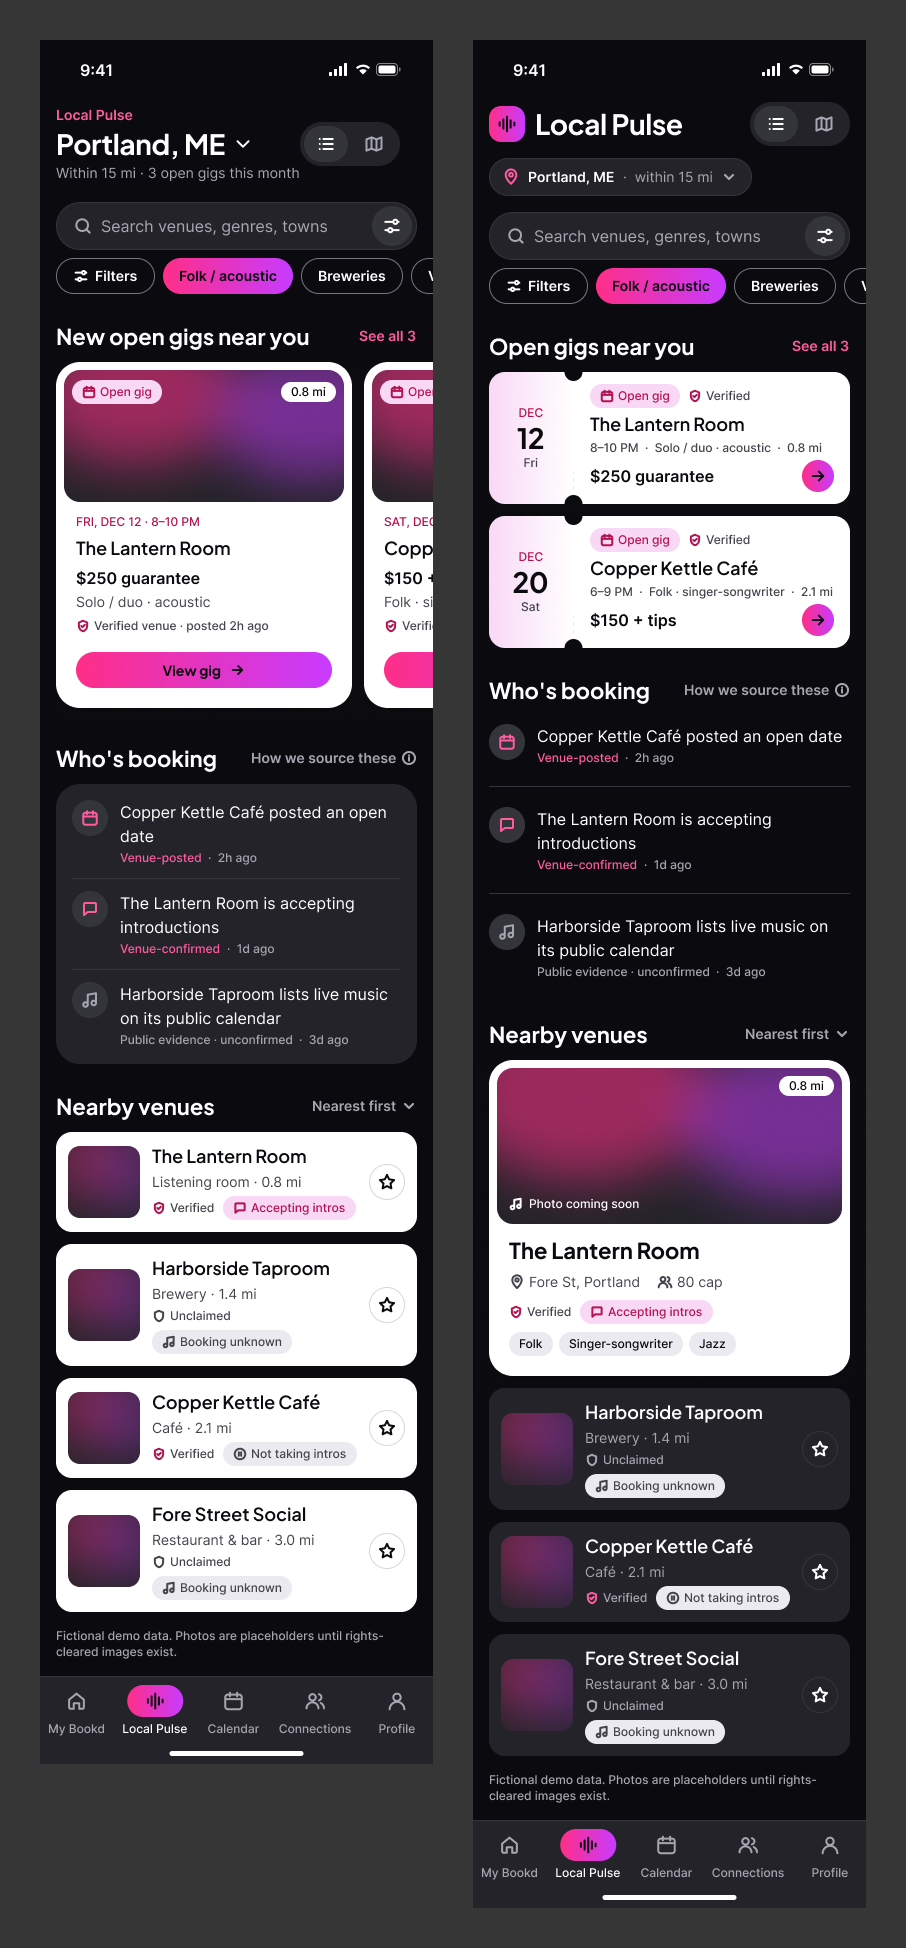 9:41
Local Pulse
Portland, ME
Within 15 mi · 3 open gigs this month
Search venues, genres, towns
Filters
Folk / acoustic
Breweries
New open gigs near you
See all 3
Open gig
0.8 mi
FRI, DEC 12 · 8–10 PM
The Lantern Room
$250 guarantee
Solo / duo · acoustic
Verified venue · posted 2h ago
View gig
Who's booking
How we source these
Copper Kettle Café posted an open
date
Venue-posted · 2h ago
The Lantern Room is accepting
introductions
Venue-confirmed · 1d ago
Harborside Taproom lists live music
on its public calendar
Public evidence · unconfirmed · 3d ago
Nearby venues
Nearest first
The Lantern Room
Listening room · 0.8 mi
Verified
Accepting intros
Harborside Taproom
Brewery · 1.4 mi
Unclaimed
Booking unknown
Copper Kettle Café
Café · 2.1 mi
Verified
Not taking intros
Fore Street Social
Restaurant & bar · 3.0 mi
Unclaimed
Booking unknown
Fictional demo data. Photos are placeholders until rights-
cleared images exist.
My Bookd
Local Pulse
Calendar
Connections
Profile
9:41
Local Pulse
Portland, ME · within 15 mi
Search venues, genres, towns
Filters
Folk / acoustic
Breweries
Open gigs near you
See all 3
DEC
12
Fri
Open gig
Verified
The Lantern Room
8–10 PM · Solo / duo · acoustic · 0.8 mi
$250 guarantee
DEC
20
Sat
Open gig
Verified
Copper Kettle Café
6–9 PM · Folk · singer-songwriter · 2.1 mi
$150 + tips
Who's booking
How we source these
Copper Kettle Café posted an open date
Venue-posted · 2h ago
The Lantern Room is accepting
introductions
Venue-confirmed · 1d ago
Harborside Taproom lists live music on
its public calendar
Public evidence · unconfirmed · 3d ago
Nearby venues
Nearest first
0.8 mi
Photo coming soon
The Lantern Room
Fore St, Portland
80 cap
Verified
Accepting intros
Folk
Singer-songwriter
Jazz
Harborside Taproom
Brewery · 1.4 mi
Unclaimed
Booking unknown
Copper Kettle Café
Café · 2.1 mi
Verified
Not taking intros
Fore Street Social
Restaurant & bar · 3.0 mi
Unclaimed
Booking unknown
Fictional demo data. Photos are placeholders until rights-
cleared images exist.
My Bookd
Local Pulse
Calendar
Connections
Profile